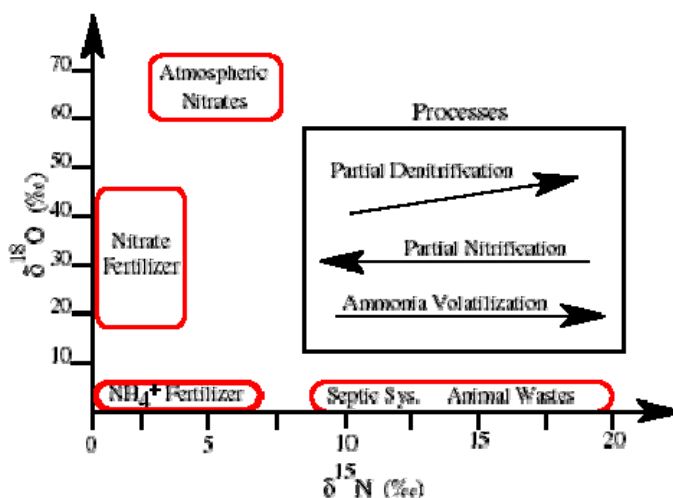 70
60
50
40
30
20
10
δ18O (‰)
Atmospheric
Nitrates
Nitrate
Fertilizer
NH4+ Fertilizer
Septic Sys. Animal Wastes
Processes
Partial Denitrification
Partial Nitrification
Ammonia Volatilization
0 5 10 15 20
δ15N (‰)